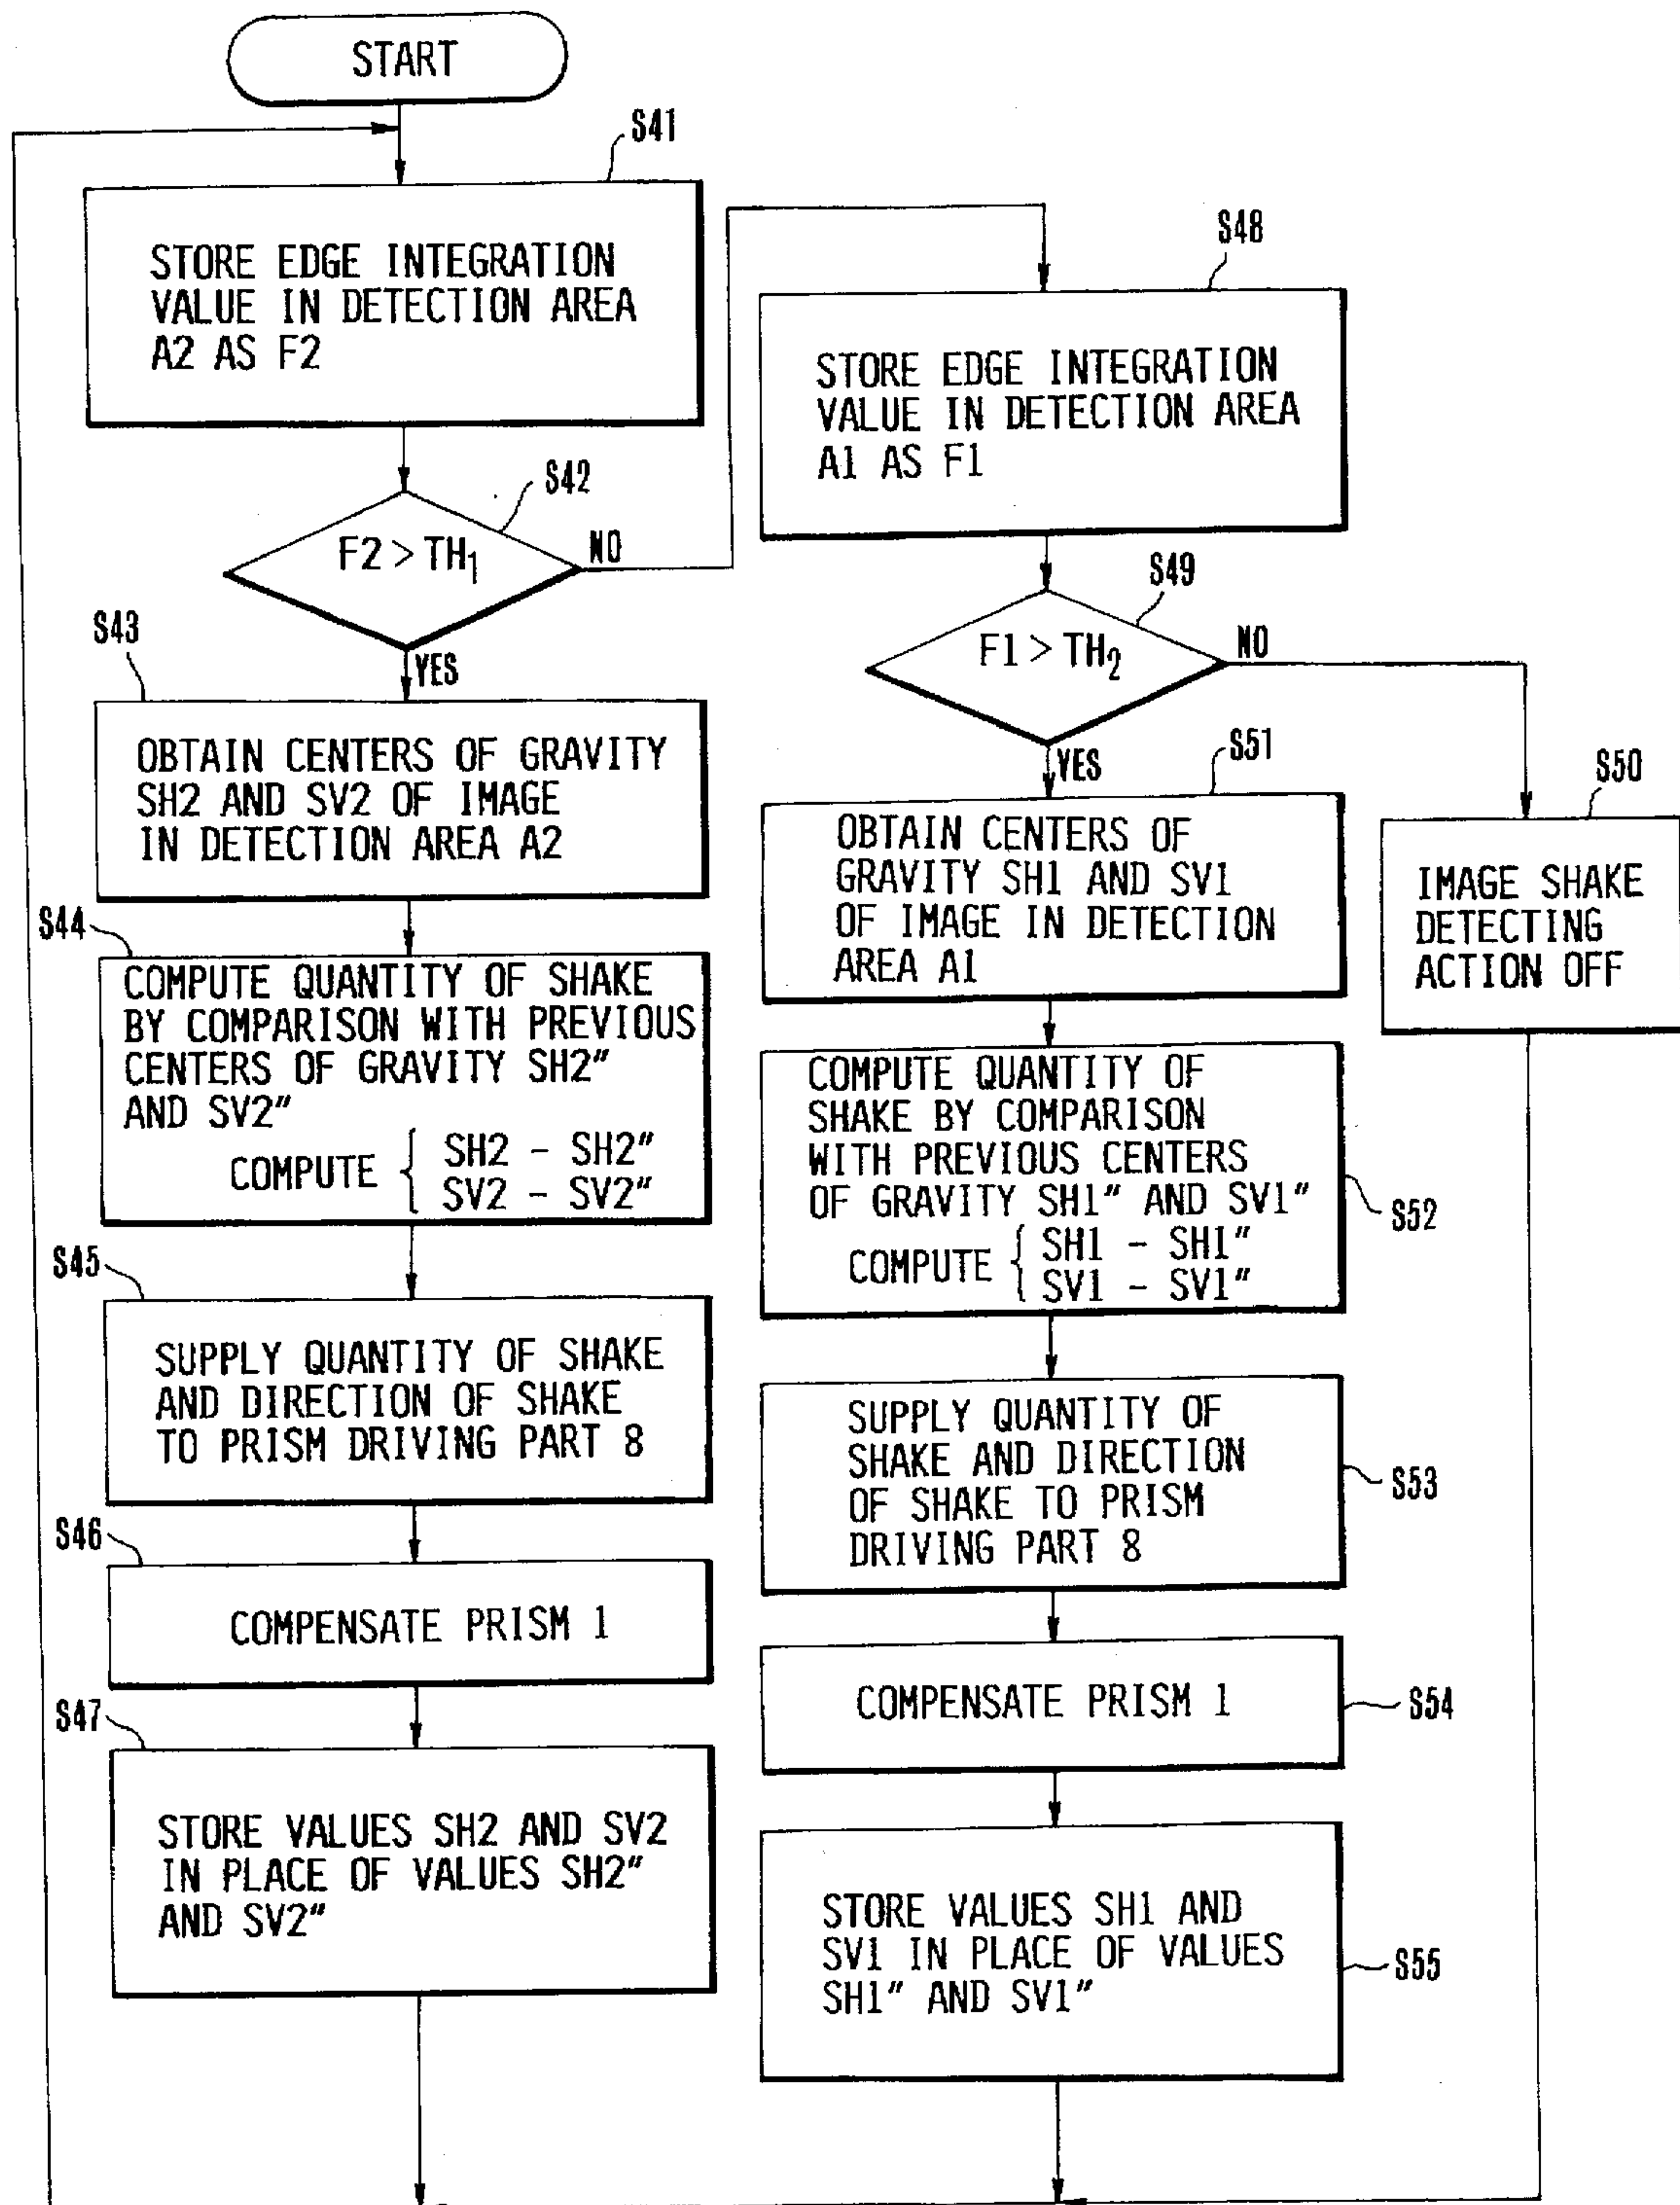 START
S41
STORE EDGE INTEGRATION
VALUE IN DETECTION AREA
A2 AS F2
S42
F2 > TH1
NO
YES
S43
OBTAIN CENTERS OF GRAVITY
SH2 AND SV2 OF IMAGE
IN DETECTION AREA A2
S44
COMPUTE QUANTITY OF SHAKE
BY COMPARISON WITH PREVIOUS
CENTERS OF GRAVITY SH2″
AND SV2″
COMPUTE { SH2 - SH2″
SV2 - SV2″
S45
SUPPLY QUANTITY OF SHAKE
AND DIRECTION OF SHAKE
TO PRISM DRIVING PART 8
S46
COMPENSATE PRISM 1
S47
STORE VALUES SH2 AND SV2
IN PLACE OF VALUES SH2″
AND SV2″
S48
STORE EDGE INTEGRATION
VALUE IN DETECTION AREA
A1 AS F1
S49
F1 > TH2
NO
YES
S50
IMAGE SHAKE
DETECTING
ACTION OFF
S51
OBTAIN CENTERS OF
GRAVITY SH1 AND SV1
OF IMAGE IN DETECTION
AREA A1
COMPUTE QUANTITY OF
SHAKE BY COMPARISON
WITH PREVIOUS CENTERS
OF GRAVITY SH1″ AND SV1″
COMPUTE { SH1 - SH1″
SV1 - SV1″
S52
SUPPLY QUANTITY OF
SHAKE AND DIRECTION
OF SHAKE TO PRISM
DRIVING PART 8
S53
COMPENSATE PRISM 1
S54
STORE VALUES SH1 AND
SV1 IN PLACE OF VALUES
SH1″ AND SV1″
S55